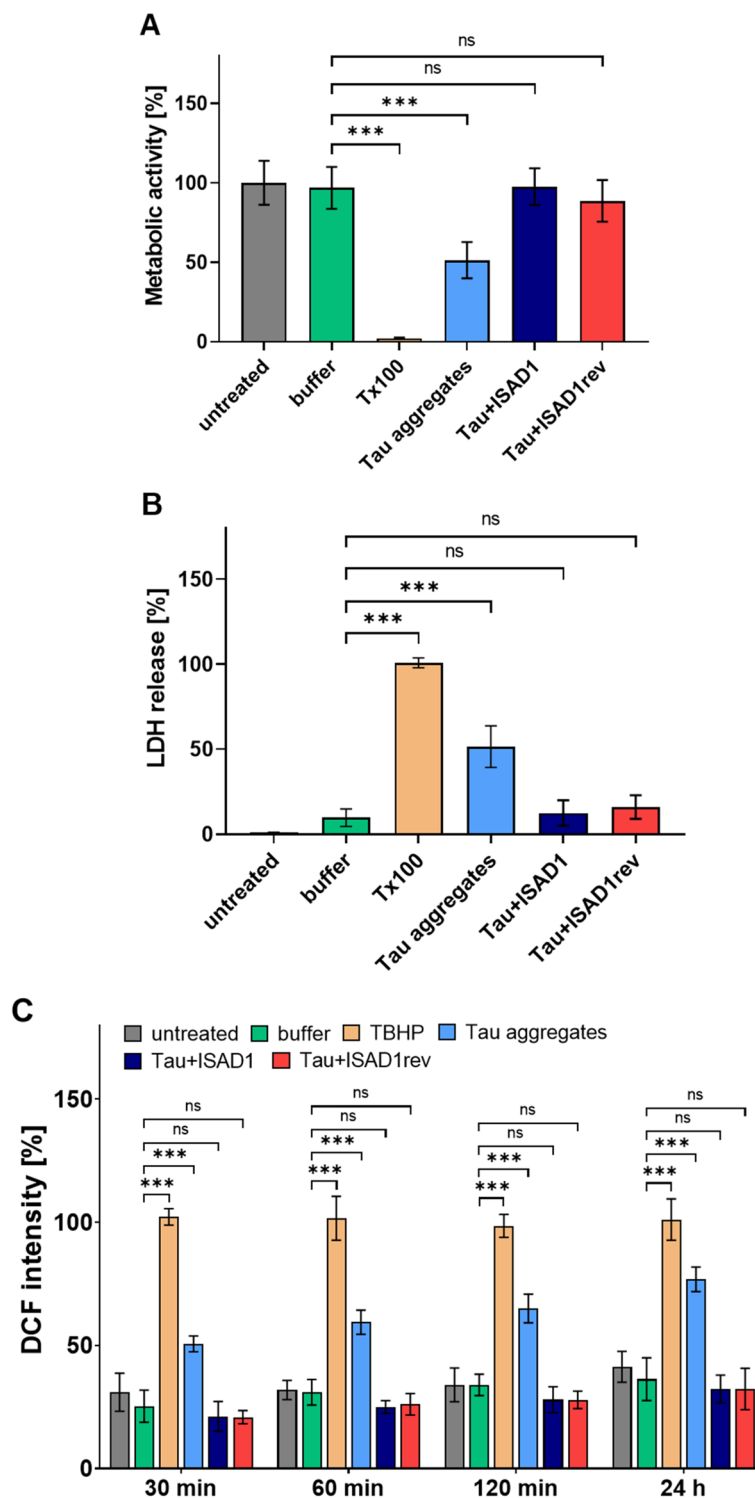 A
ns
ns
***
***
Metabolic activity [%]
150
100
50
0
untreated
buffer
Tx100
Tau aggregates
Tau+ISAD1
Tau+ISAD1rev
B
ns
ns
***
***
LDH release [%]
150
100
50
0
untreated
buffer
Tx100
Tau aggregates
Tau+ISAD1
Tau+ISAD1rev
C
untreated buffer TBHP Tau aggregates
Tau+ISAD1 Tau+ISAD1rev
DCF intensity [%]
150
100
50
0
ns ns ns ns
ns ns ns ns
*** *** *** ***
*** *** *** ***
30 min 60 min 120 min 24 h